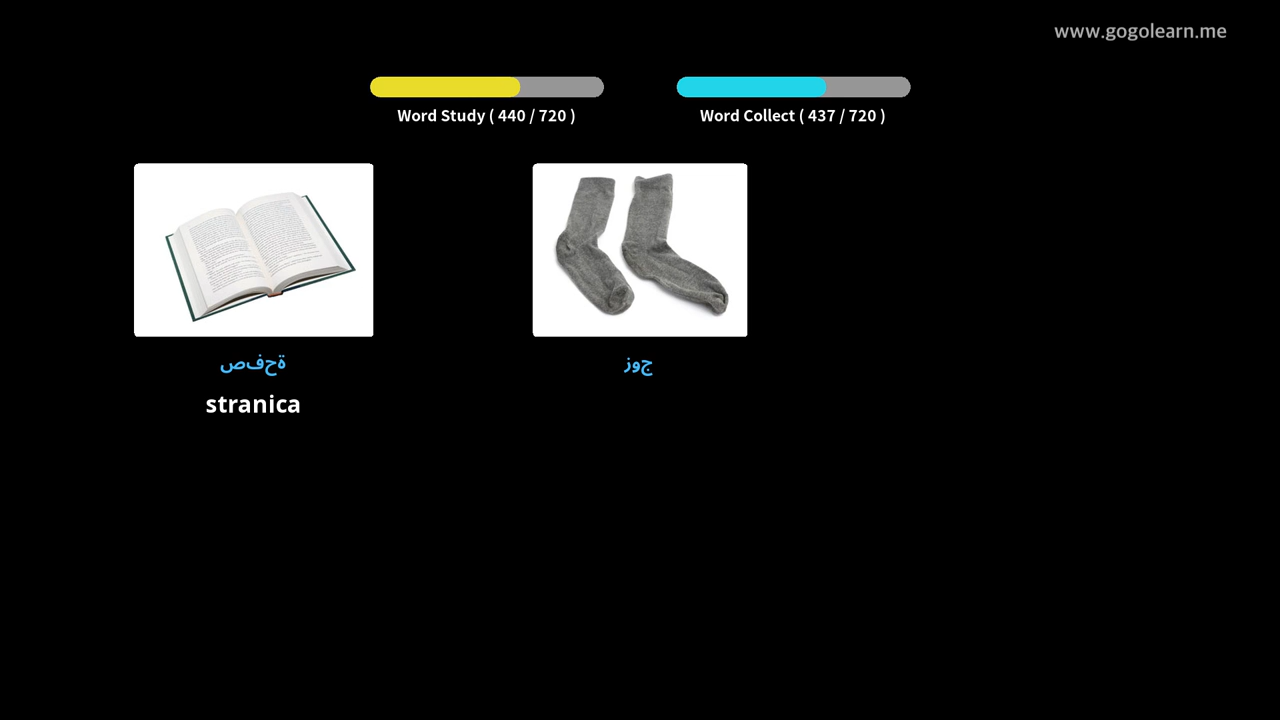 www.gogolearn.me
Word Study ( 440 / 720 )
Word Collect ( 437 / 720 )
ةحفص
stranica
جوز